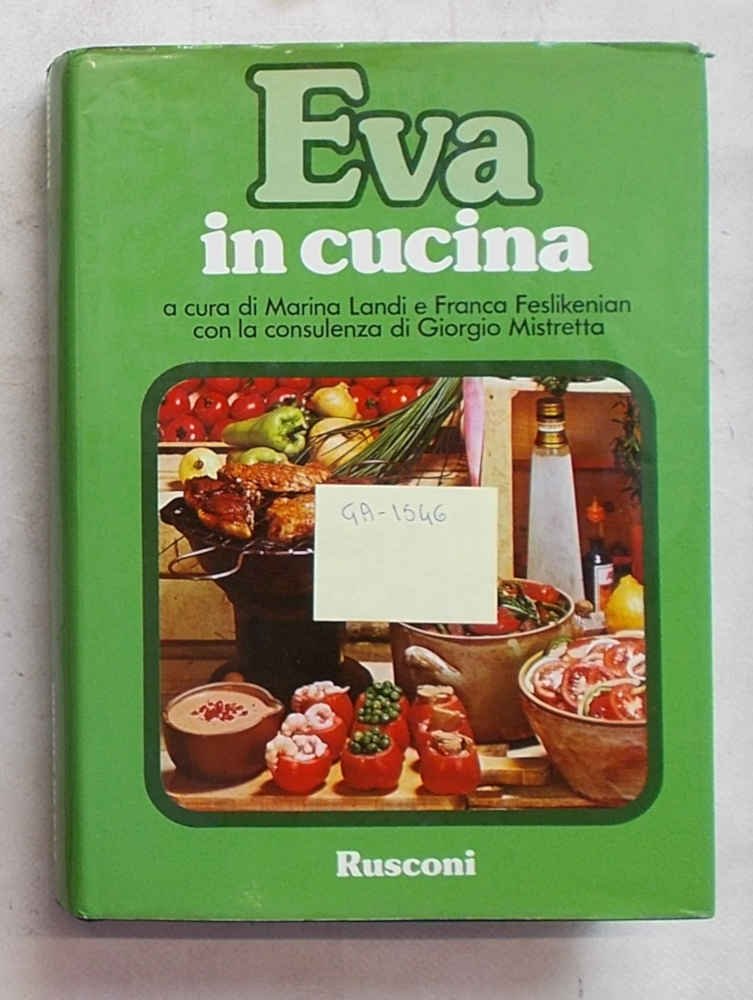 Eva
in cucina
a cura di Marina Landi e Franca Feslikenian
con la consulenza di Giorgio Mistretta
GA-1546
Rusconi